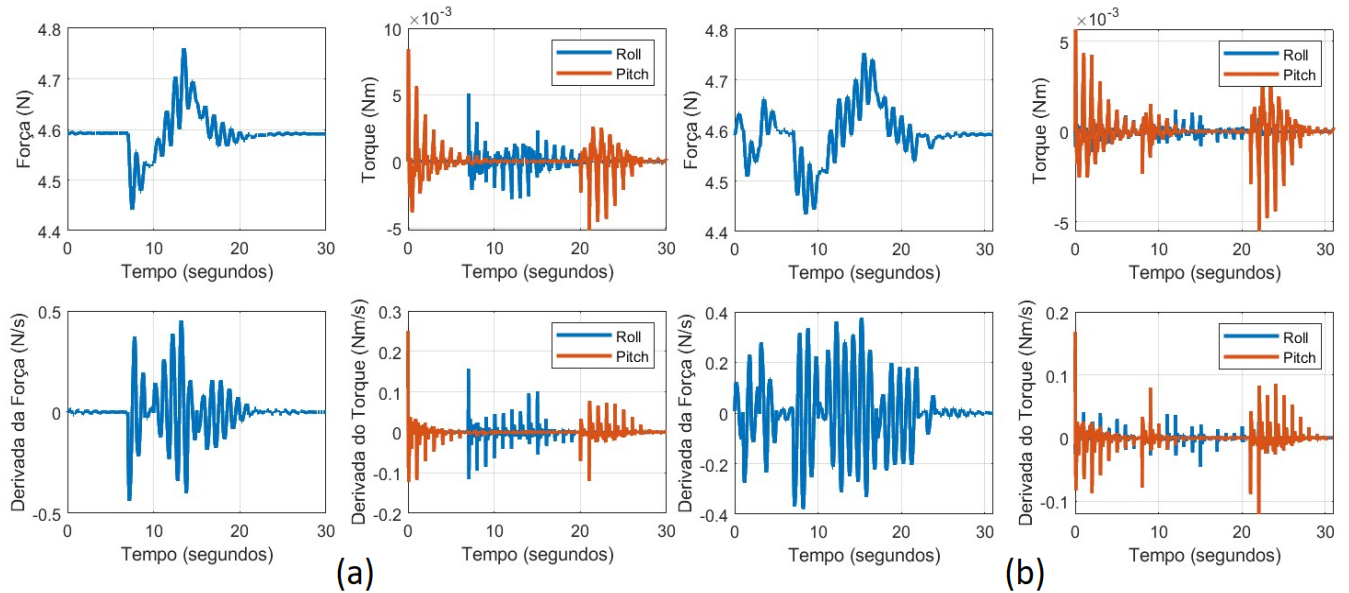 4.8
4.7
4.6
4.5
4.4
Força (N)
0 10 20 30
Tempo (segundos)
×10⁻³
10
5
0
-5
Torque (Nm)
Roll
Pitch
0 10 20 30
Tempo (segundos)
4.8
4.7
4.6
4.5
4.4
Força (N)
0 10 20 30
Tempo (segundos)
×10⁻³
5
0
-5
Torque (Nm)
Roll
Pitch
0 10 20 30
Tempo (segundos)
0.5
0
-0.5
Derivada da Força (N/s)
0 10 20 30
Tempo (segundos)
0.3
0.2
0.1
0
-0.1
-0.2
Derivada do Torque (Nm/s)
Roll
Pitch
0 10 20 30
Tempo (segundos)
0.4
0.2
0
-0.2
-0.4
Derivada da Força (N/s)
0 10 20 30
Tempo (segundos)
0.2
0.1
0
-0.1
Derivada do Torque (Nm/s)
Roll
Pitch
0 10 20 30
Tempo (segundos)
(a)
(b)